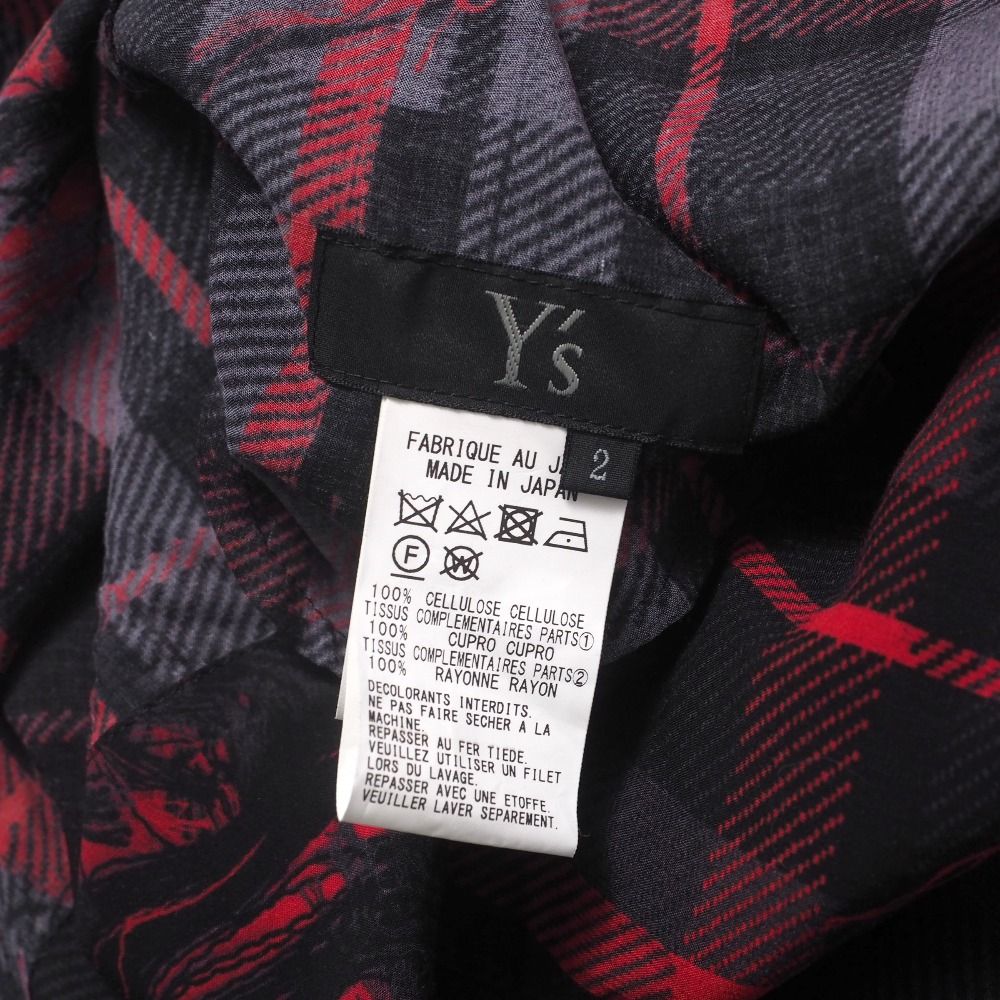 Y's
2
FABRIQUE AU
MADE IN JAPAN
F
W
100% CELLULOSE CELLULOSE
TISSUS COMPLEMENTAIRES PARTS①
100% CUPRO CUPRO
TISSUS COMPLEMENTAIRES PARTS②
100% RAYONNE RAYON
DECOLORANTS INTERDITS.
NE PAS FAIRE SECHER A LA
MACHINE.
REPASSER AU FER TIEDE.
VEUILLEZ UTILISER UN FILET
LORS DU LAVAGE.
REPASSER AVEC UNE ETOFFE.
VEUILLER LAVER SEPAREMENT.